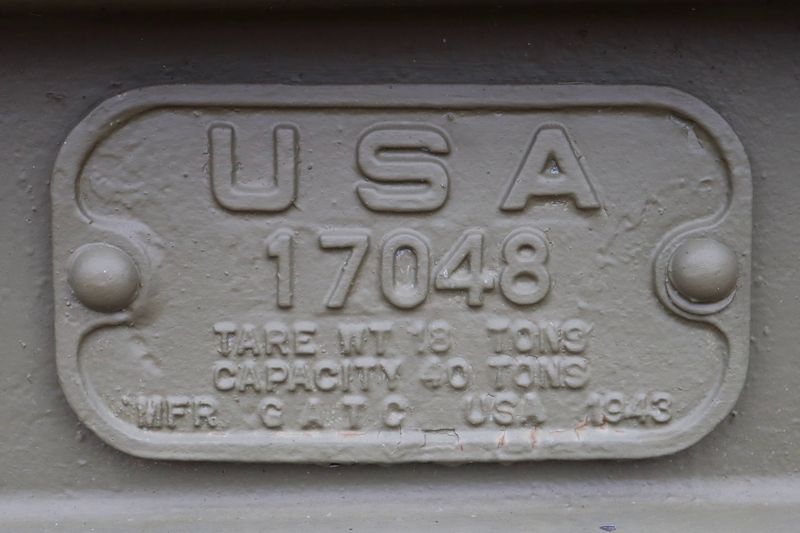 USA
17048
TARE WT 18 TONS
CAPACITY 40 TONS
MFR. G A T C USA 1943